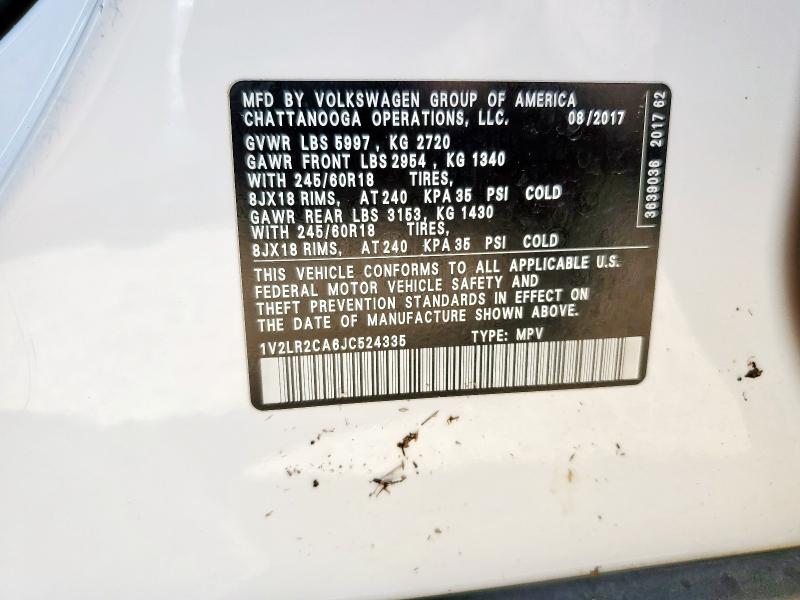 MFD BY VOLKSWAGEN GROUP OF AMERICA
CHATTANOOGA OPERATIONS, LLC. 08/2017
GVWR LBS 5997, KG 2720
GAWR FRONT LBS 2954, KG 1340
WITH 245/60R18 TIRES,
8JX18 RIMS, AT 240 KPA 35 PSI COLD
GAWR REAR LBS 3153, KG 1430
WITH 245/60R18 TIRES,
8JX18 RIMS, AT 240 KPA 35 PSI COLD
THIS VEHICLE CONFORMS TO ALL APPLICABLE U.S.
FEDERAL MOTOR VEHICLE SAFETY AND
THEFT PREVENTION STANDARDS IN EFFECT ON
THE DATE OF MANUFACTURE SHOWN ABOVE.
1V2LR2CA6JC524335 TYPE: MPV
3639036 2017 62